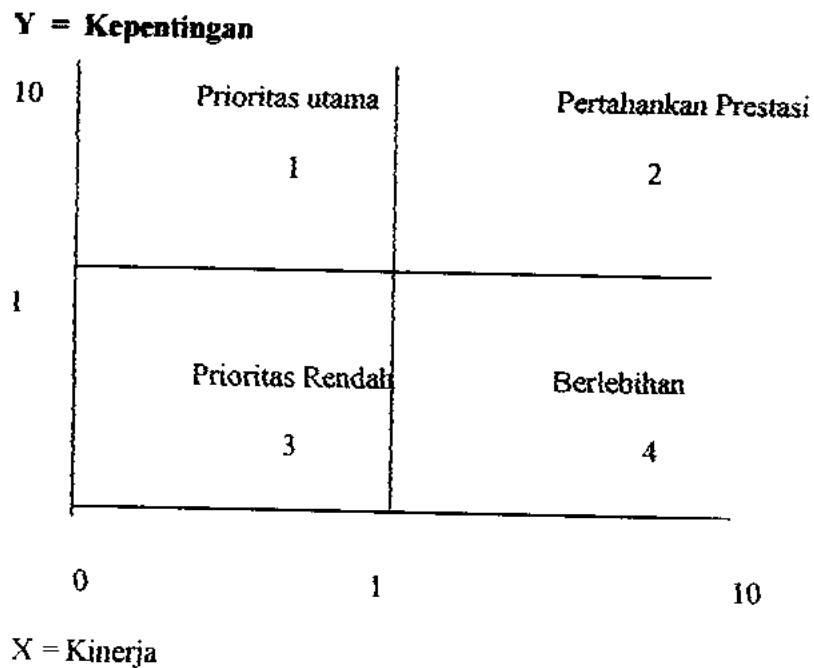 Y = Kepentingan
10
Prioritas utama
Pertahankan Prestasi
1
2
1
Prioritas Rendah
Berlebihan
3
4
0
1
10
X = Kinerja